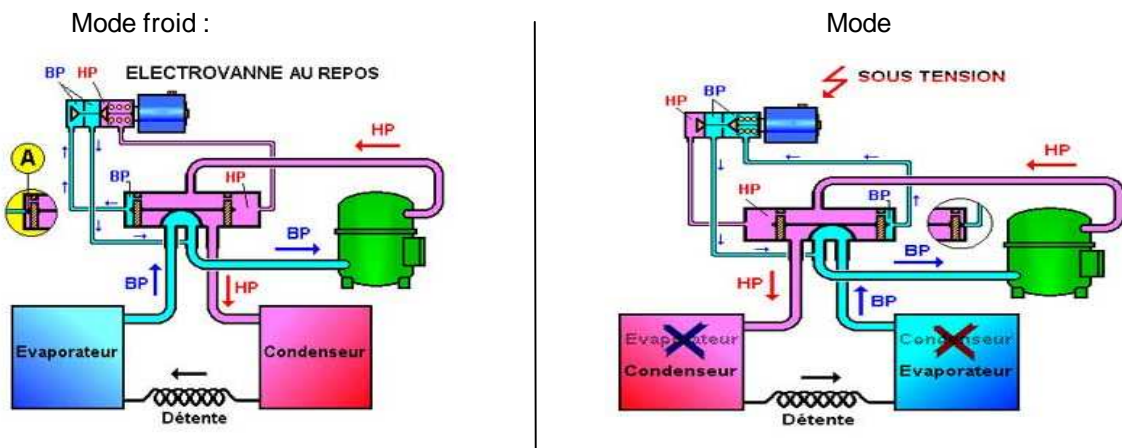 Mode froid :
BP HP ELECTROVANNE AU REPOS
HP
A
BP
HP
BP
BP
HP
Evaporateur
Condenseur
Détente
Mode
SOUS TENSION
HP
BP
HP
HP
BP
BP
HP
BP
Evaporateur
Condenseur
Condenseur
Evaporateur
Détente